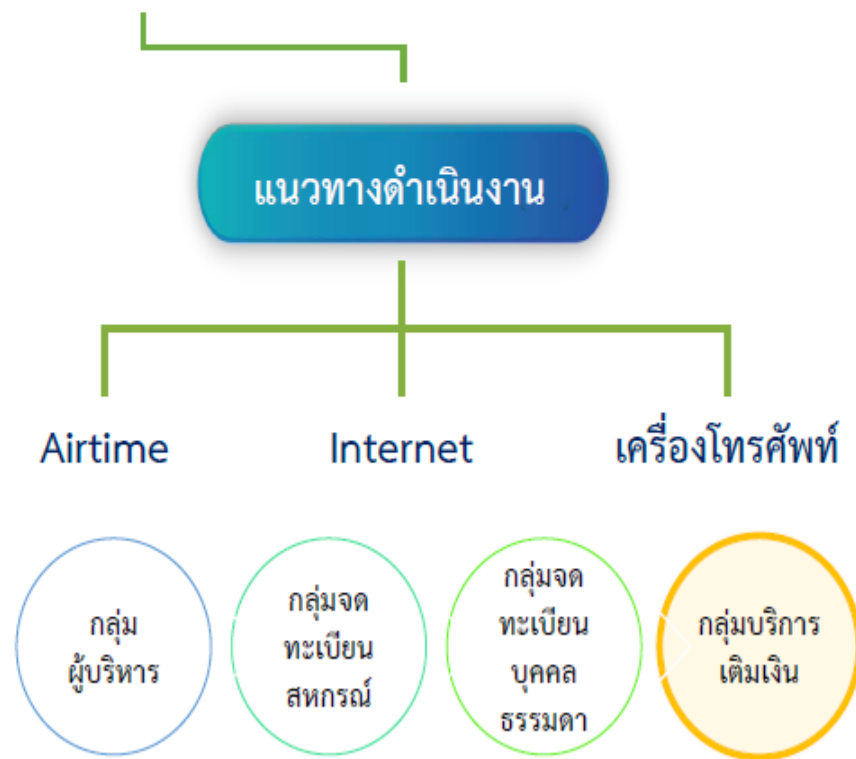 แนวทางดำเนินงาน
Airtime
Internet
เครื่องโทรศัพท์
กลุ่ม
ผู้บริหาร
กลุ่มจด
ทะเบียน
สหกรณ์
กลุ่มจด
ทะเบียน
บุคคล
ธรรมดา
กลุ่มบริการ
เติมเงิน